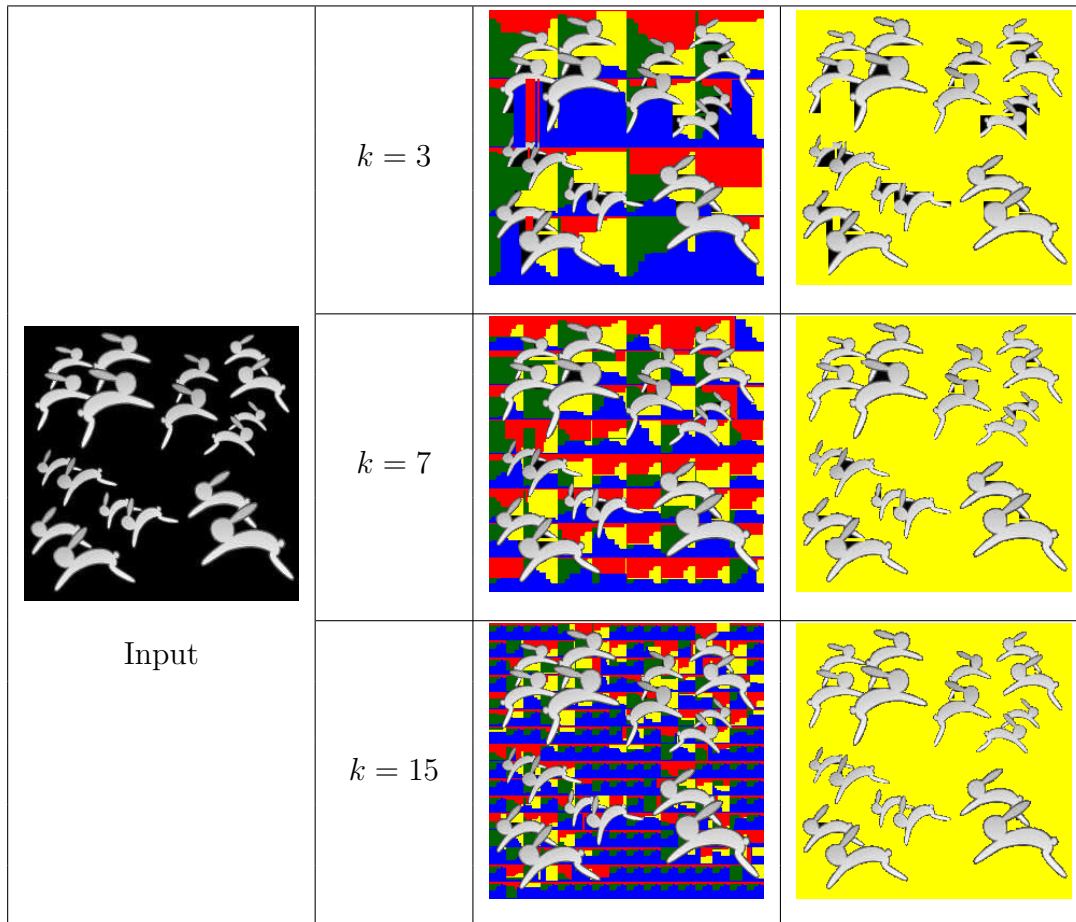 k = 3
k = 7
Input
k = 15